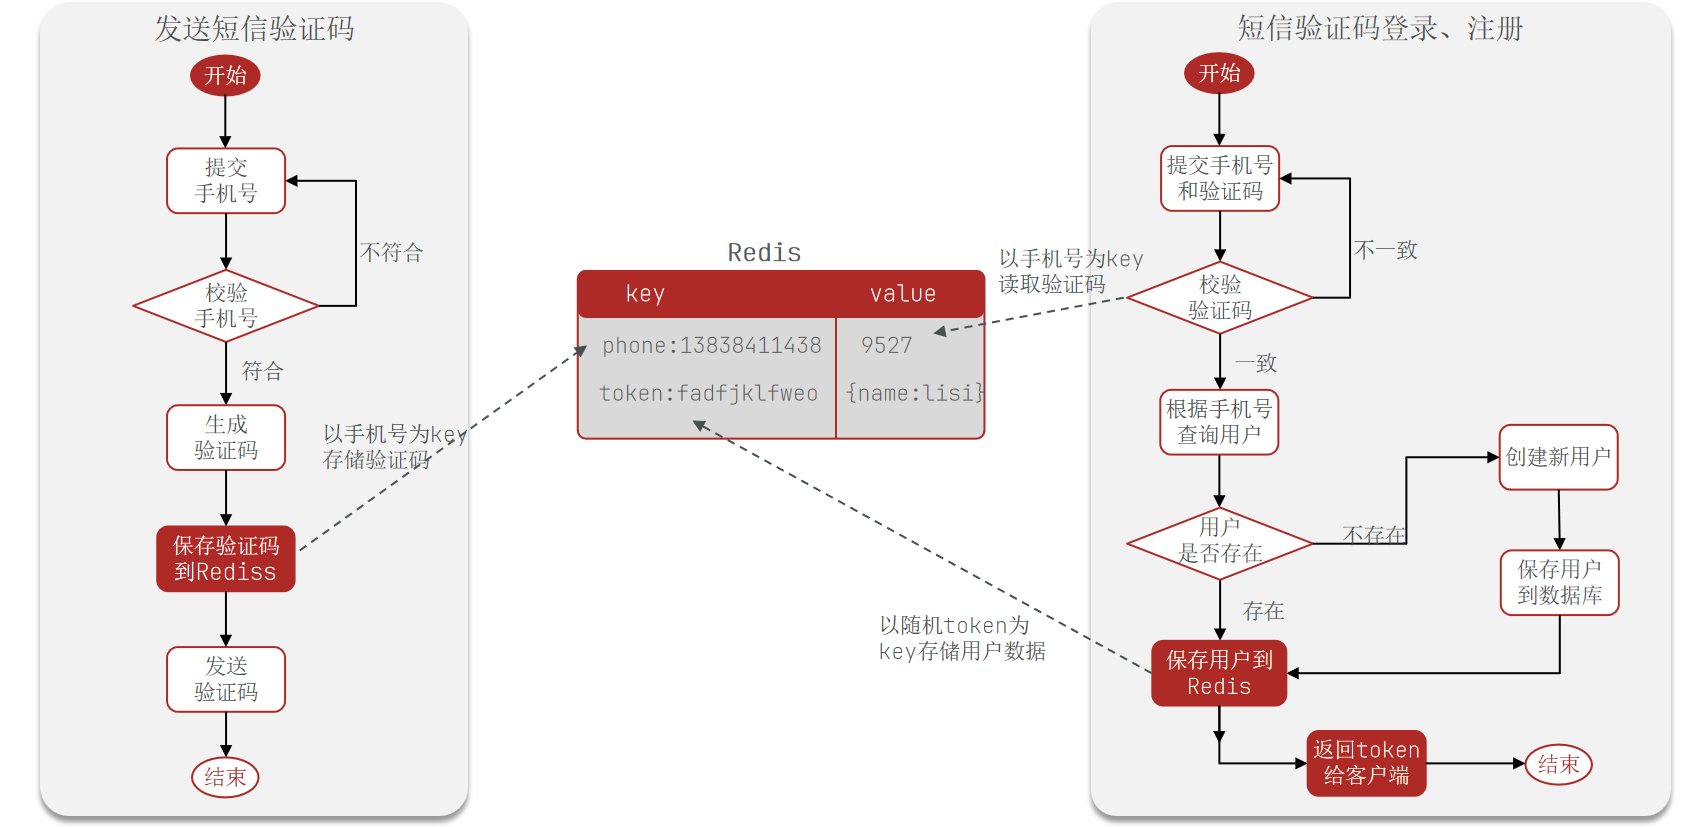 发送短信验证码
开始
提交
手机号
不符合
校验
手机号
符合
生成
验证码
以手机号为key
存储验证码
保存验证码
到Rediss
发送
验证码
结束
Redis
key
value
phone:13838411438
9527
token:fadfjklfweo
{name:lisi}
短信验证码登录、注册
开始
提交手机号
和验证码
不一致
以手机号为key
读取验证码
校验
验证码
一致
根据手机号
查询用户
用户
是否存在
不存在
创建新用户
保存用户
到数据库
存在
以随机token为
key存储用户数据
保存用户到
Redis
返回token
给客户端
结束